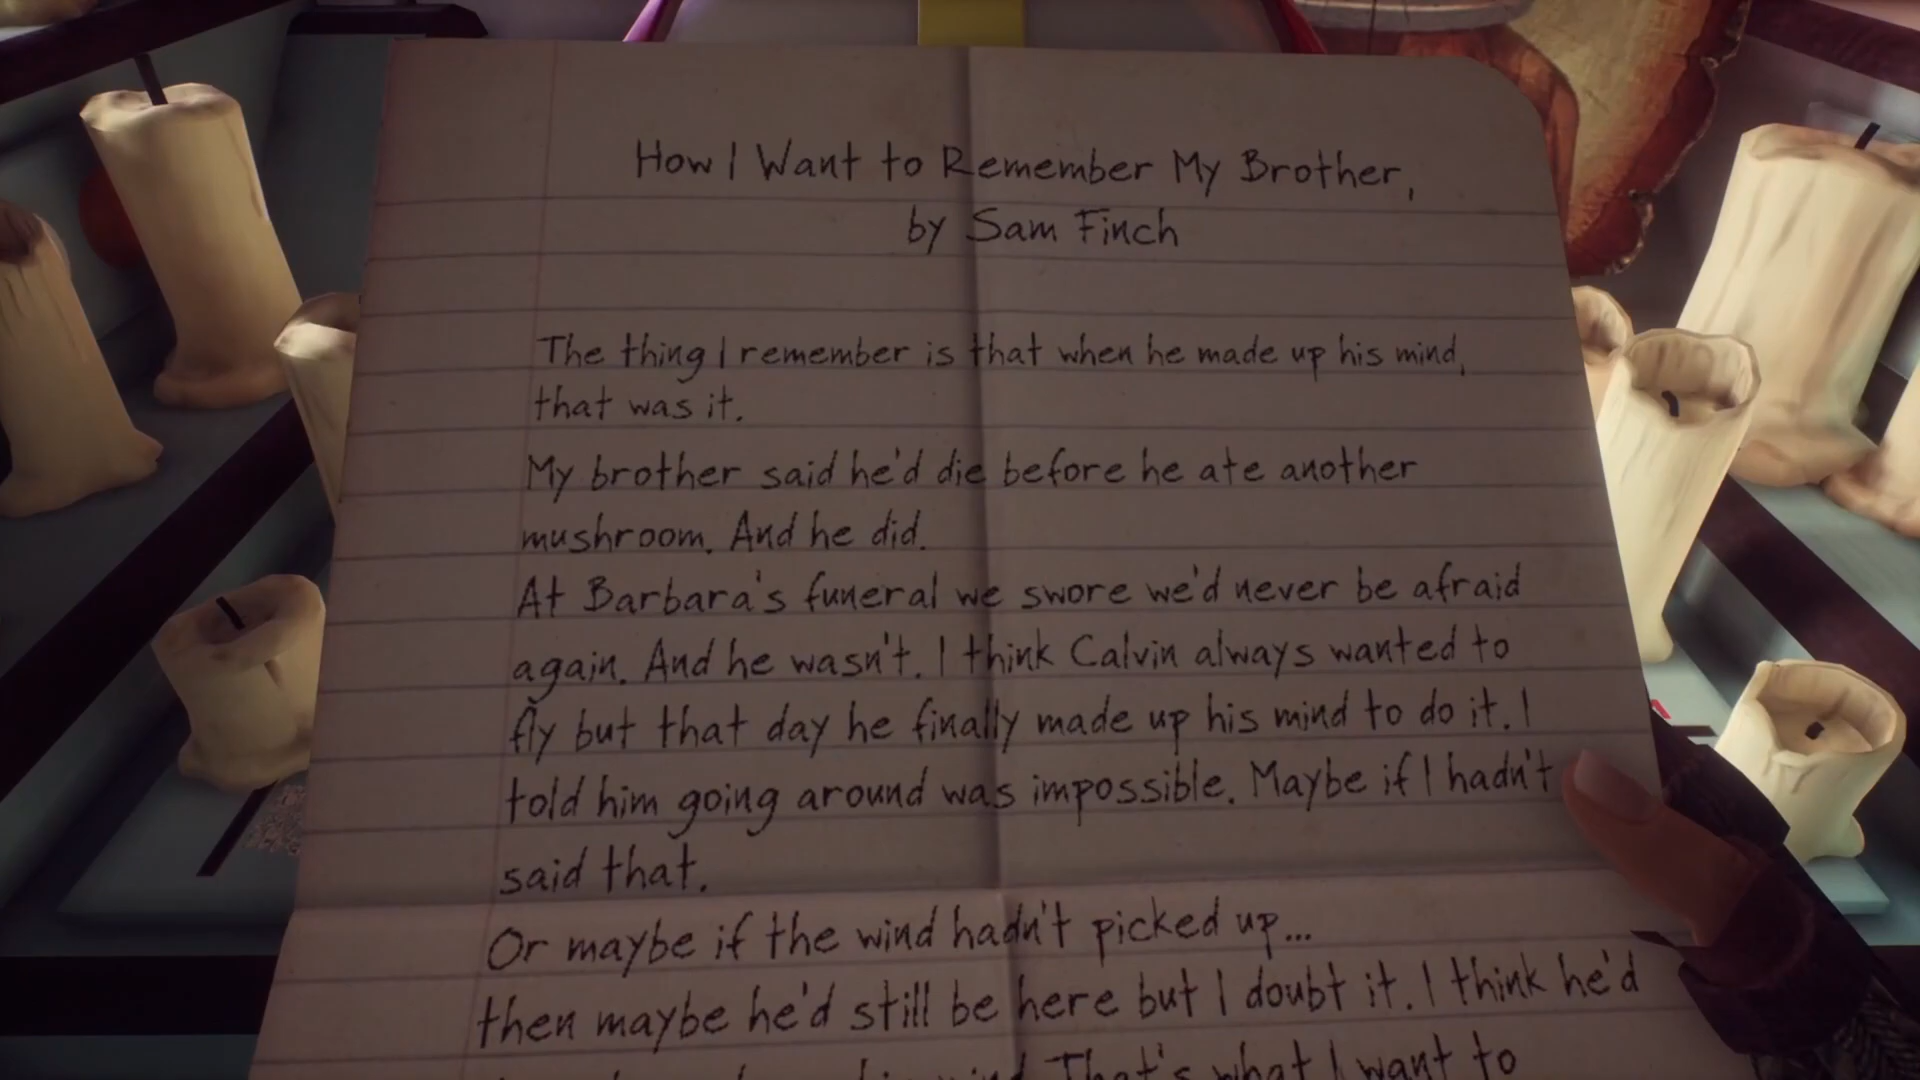 How I Want to Remember My Brother,
by Sam Finch
The thing I remember is that when he made up his mind,
that was it.
My brother said he'd die before he ate another
mushroom. And he did.
At Barbara's funeral we swore we'd never be afraid
again. And he wasn't. I think Calvin always wanted to
fly but that day he finally made up his mind to do it. I
told him going around was impossible. Maybe if I hadn't
said that.
Or maybe if the wind hadn't picked up...
then maybe he'd still be here but I doubt it. I think he'd
mind. That's what I want to